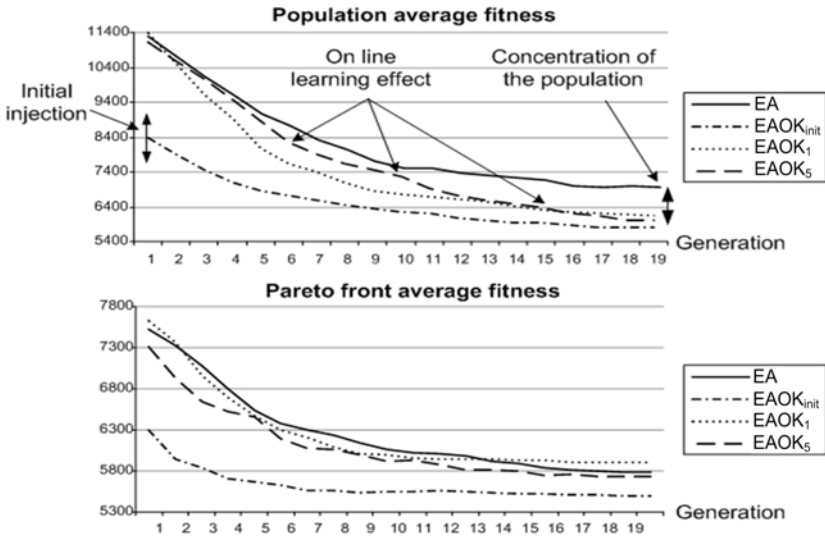 Population average fitness
11400
10400
9400
8400
7400
6400
5400
Initial
injection
On line
learning effect
Concentration of
the population
EA
EAOKinit
EAOK1
EAOK5
1 2 3 4 5 6 7 8 9 10 11 12 13 14 15 16 17 18 19
Generation
Pareto front average fitness
7800
7300
6800
6300
5800
5300
EA
EAOKinit
EAOK1
EAOK5
1 2 3 4 5 6 7 8 9 10 11 12 13 14 15 16 17 18 19
Generation